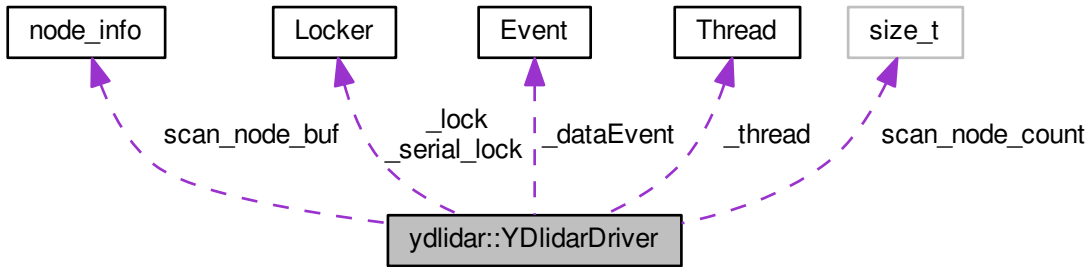 node_info
Locker
Event
Thread
size_t
scan_node_buf
_lock
_serial_lock
_dataEvent
_thread
scan_node_count
ydlidar::YDlidarDriver